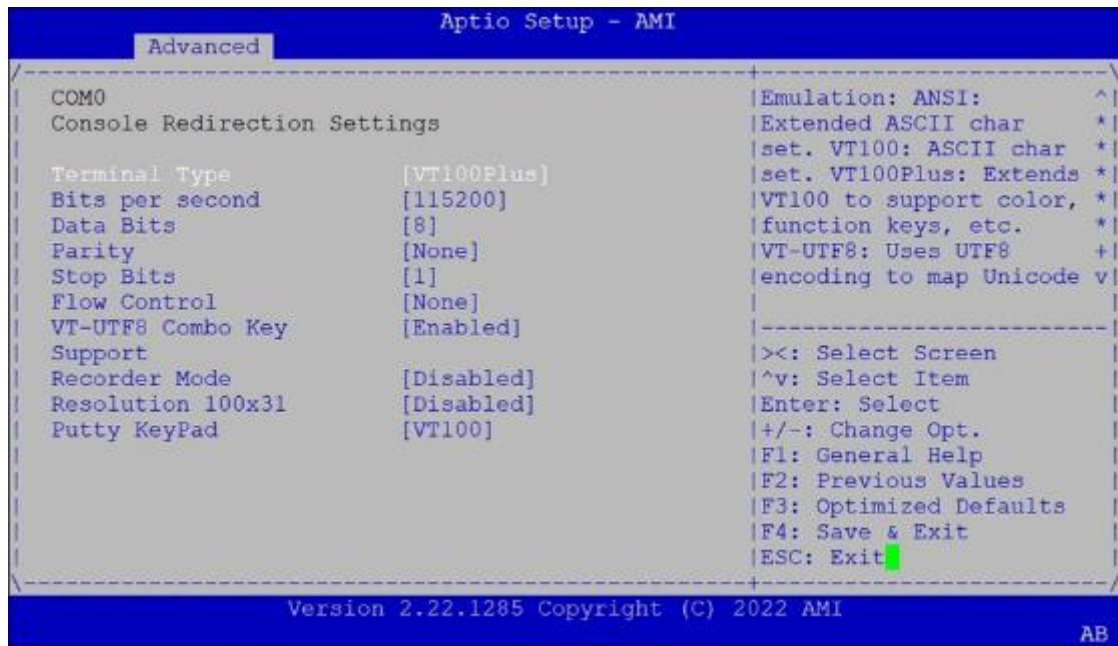 Aptio Setup - AMI
Advanced
COM0
Console Redirection Settings
Terminal Type [VT100Plus]
Bits per second [115200]
Data Bits [8]
Parity [None]
Stop Bits [1]
Flow Control [None]
VT-UTF8 Combo Key [Enabled]
Support
Recorder Mode [Disabled]
Resolution 100x31 [Disabled]
Putty KeyPad [VT100]
|Emulation: ANSI: ^|
|Extended ASCII char *|
|set. VT100: ASCII char *|
|set. VT100Plus: Extends *|
|VT100 to support color, *|
|function keys, etc. *|
|VT-UTF8: Uses UTF8 +|
|encoding to map Unicode v|
|><: Select Screen
|^v: Select Item
|Enter: Select
|+/-: Change Opt.
|F1: General Help
|F2: Previous Values
|F3: Optimized Defaults
|F4: Save & Exit
|ESC: Exit
Version 2.22.1285 Copyright (C) 2022 AMI
AB